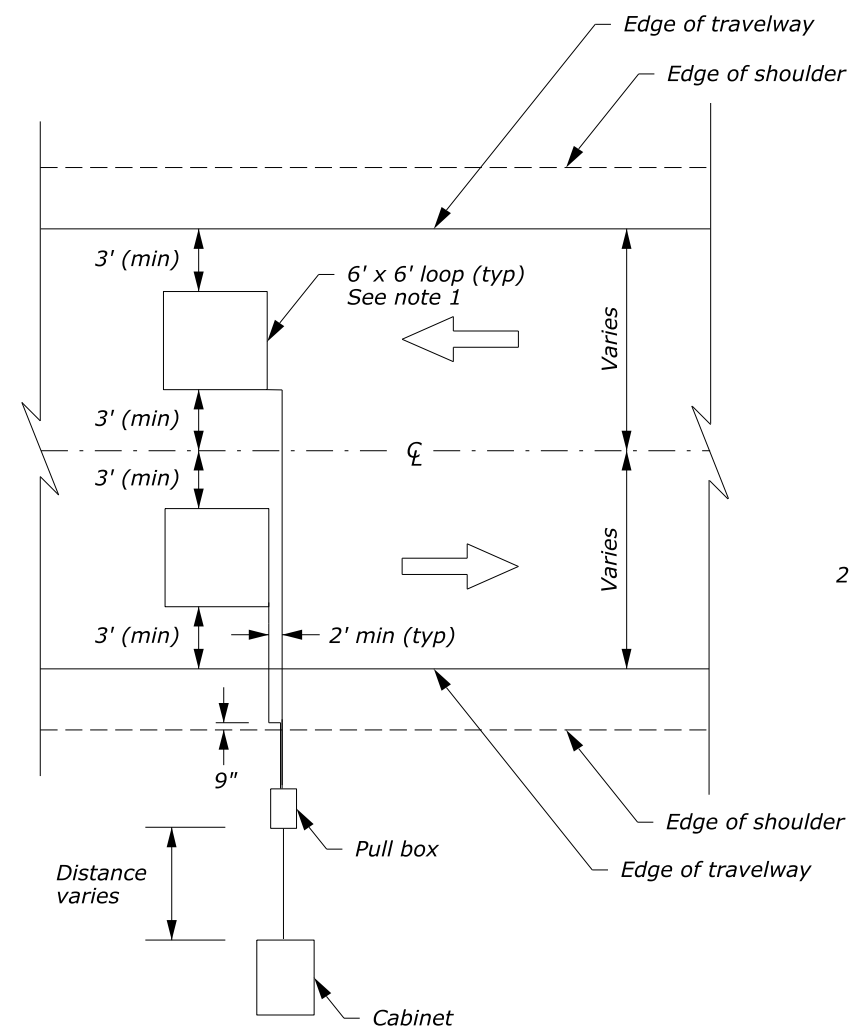 Edge of travelway
Edge of shoulder
3' (min)
6' x 6' loop (typ)
See note 1
Varies
3' (min)
℄
3' (min)
Varies
2
3' (min)
2' min (typ)
9"
Edge of shoulder
Pull box
Edge of travelway
Distance
varies
Cabinet